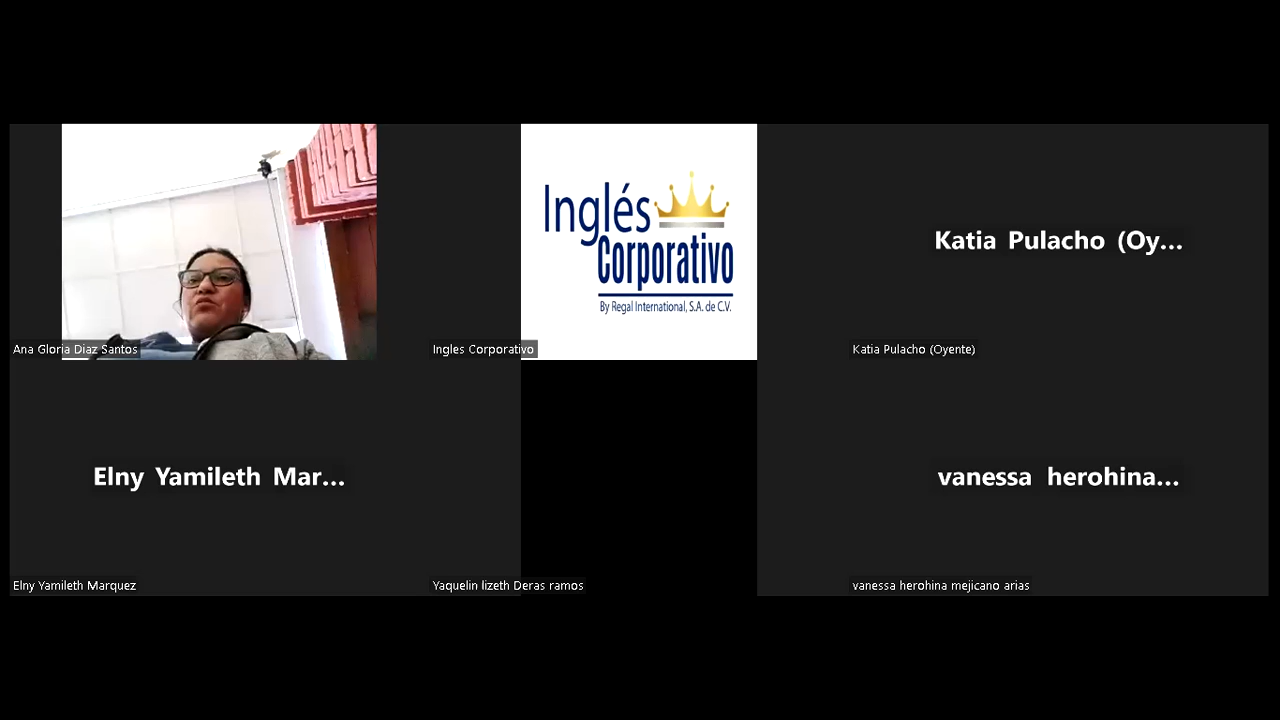 Ana Gloria Diaz Santos
Inglés
Corporativo
By Regal International, S.A. de C.V.
Ingles Corporativo
Katia Pulacho (Oy...
Katia Pulacho (Oyente)
Elny Yamileth Mar...
Elny Yamileth Marquez
Yaquelin lizeth Deras ramos
vanessa herohina...
vanessa herohina mejicano arias